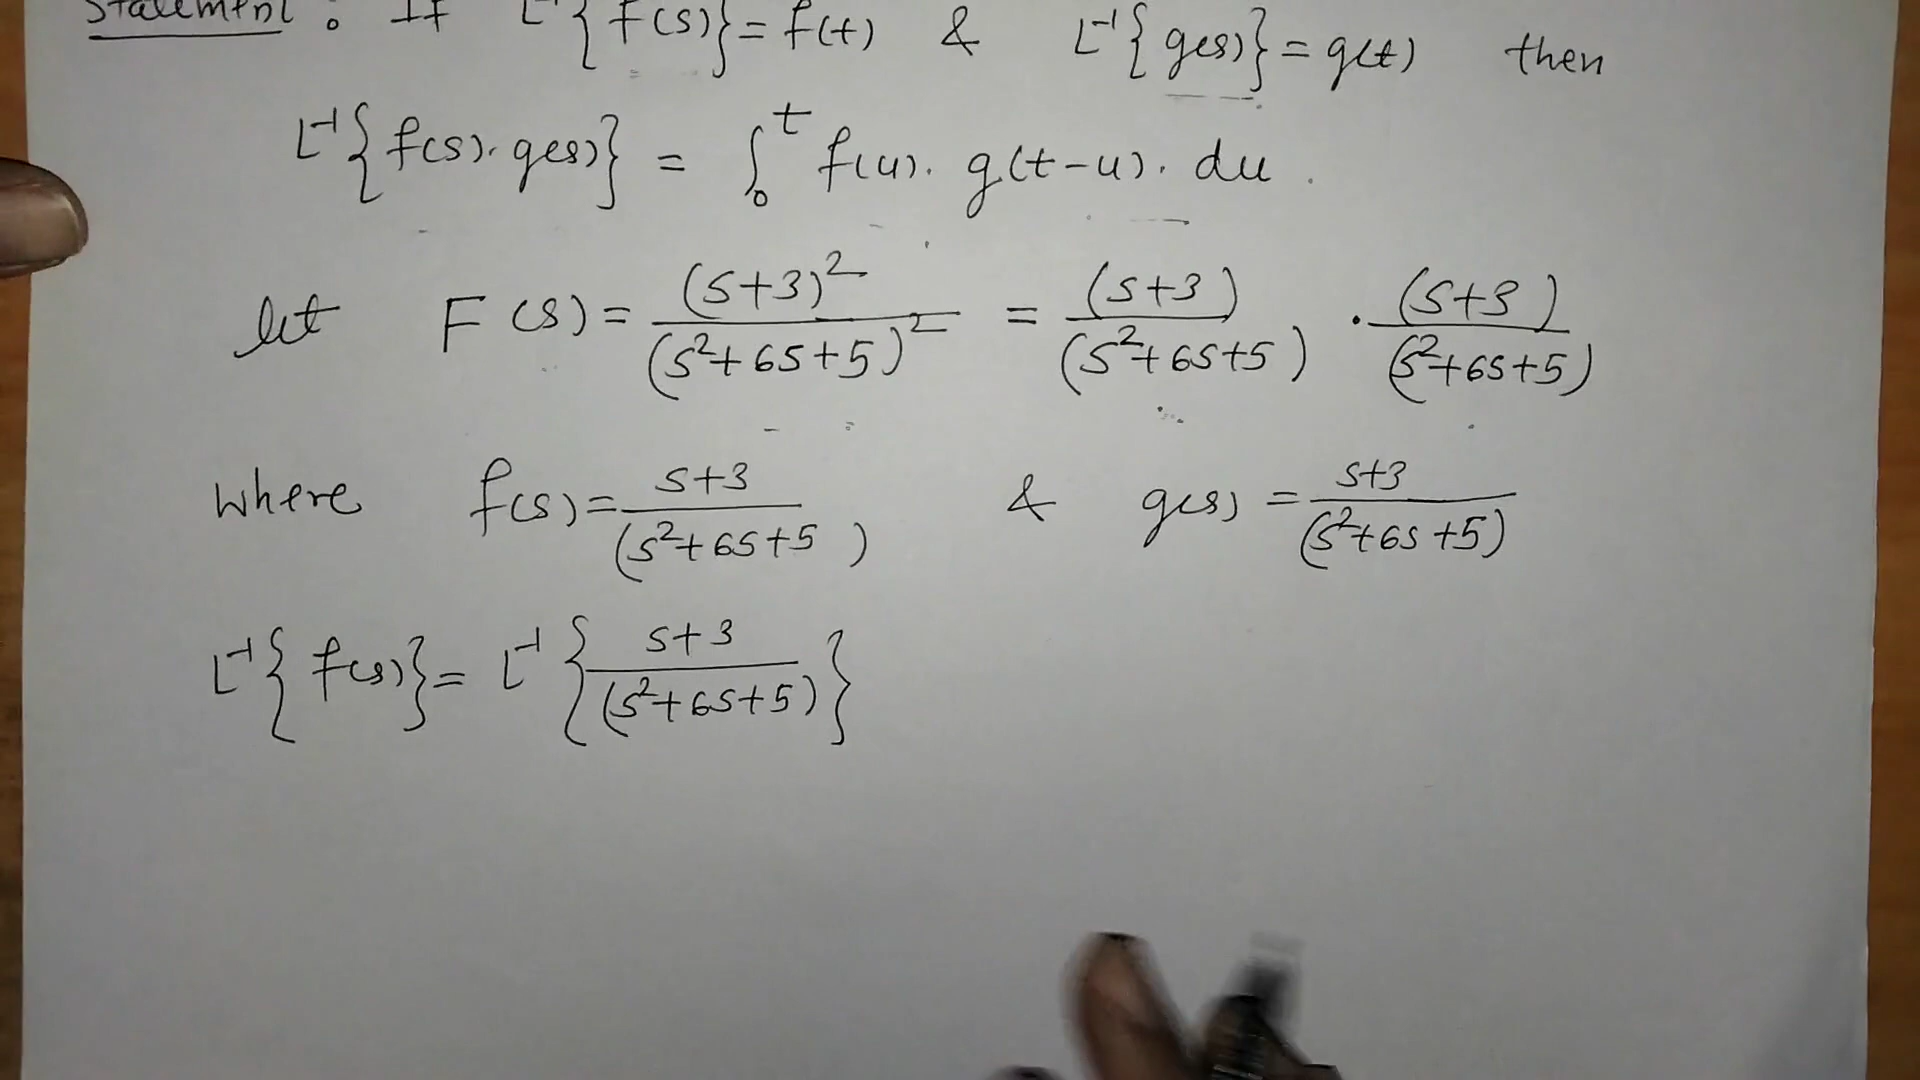 Statement : If L⁻¹{f(s)} = f(t) & L⁻¹{g(s)} = g(t) then
L⁻¹{f(s). g(s)} = ∫₀ᵗ f(u). g(t-u). du.
let F(s) = (s+3)²/(s²+6s+5)² = (s+3)/(s²+6s+5) · (s+3)/(s²+6s+5)
where f(s) = s+3/(s²+6s+5) & g(s) = s+3/(s²+6s+5)
L⁻¹{f(s)} = L⁻¹{s+3/(s²+6s+5)}